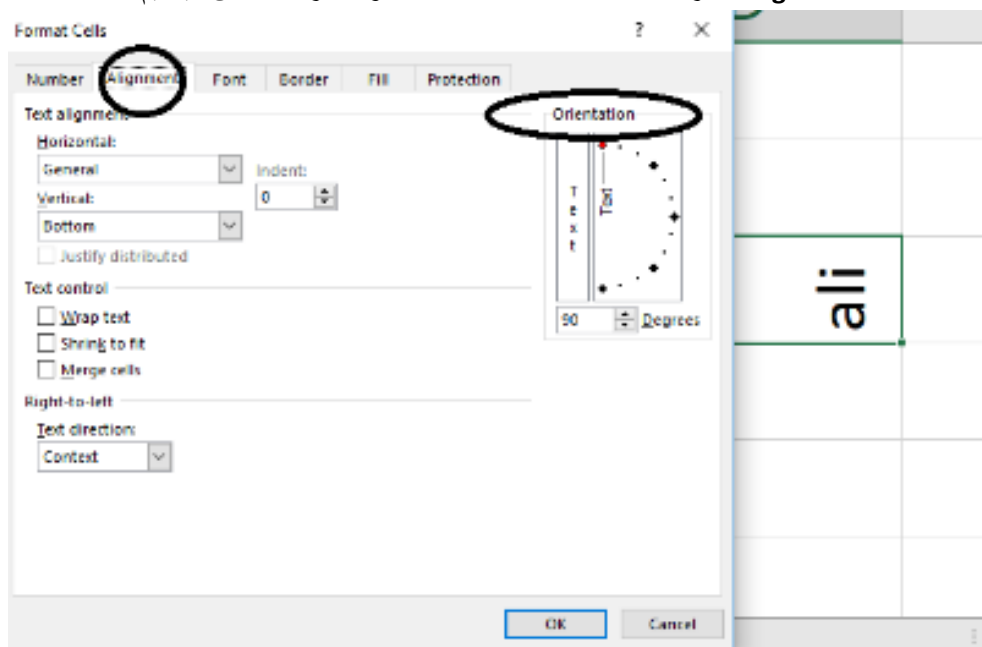 Format Cells
Number Alignment Font Border Fill Protection
Text alignment
Horizontal:
General
Indent:
0
Vertical:
Bottom
Justify distributed
Text control
Wrap text
Shrink to fit
Merge cells
Right-to-left
Text direction:
Context
Orientation
Text
Text
90 Degrees
OK Cancel
ali